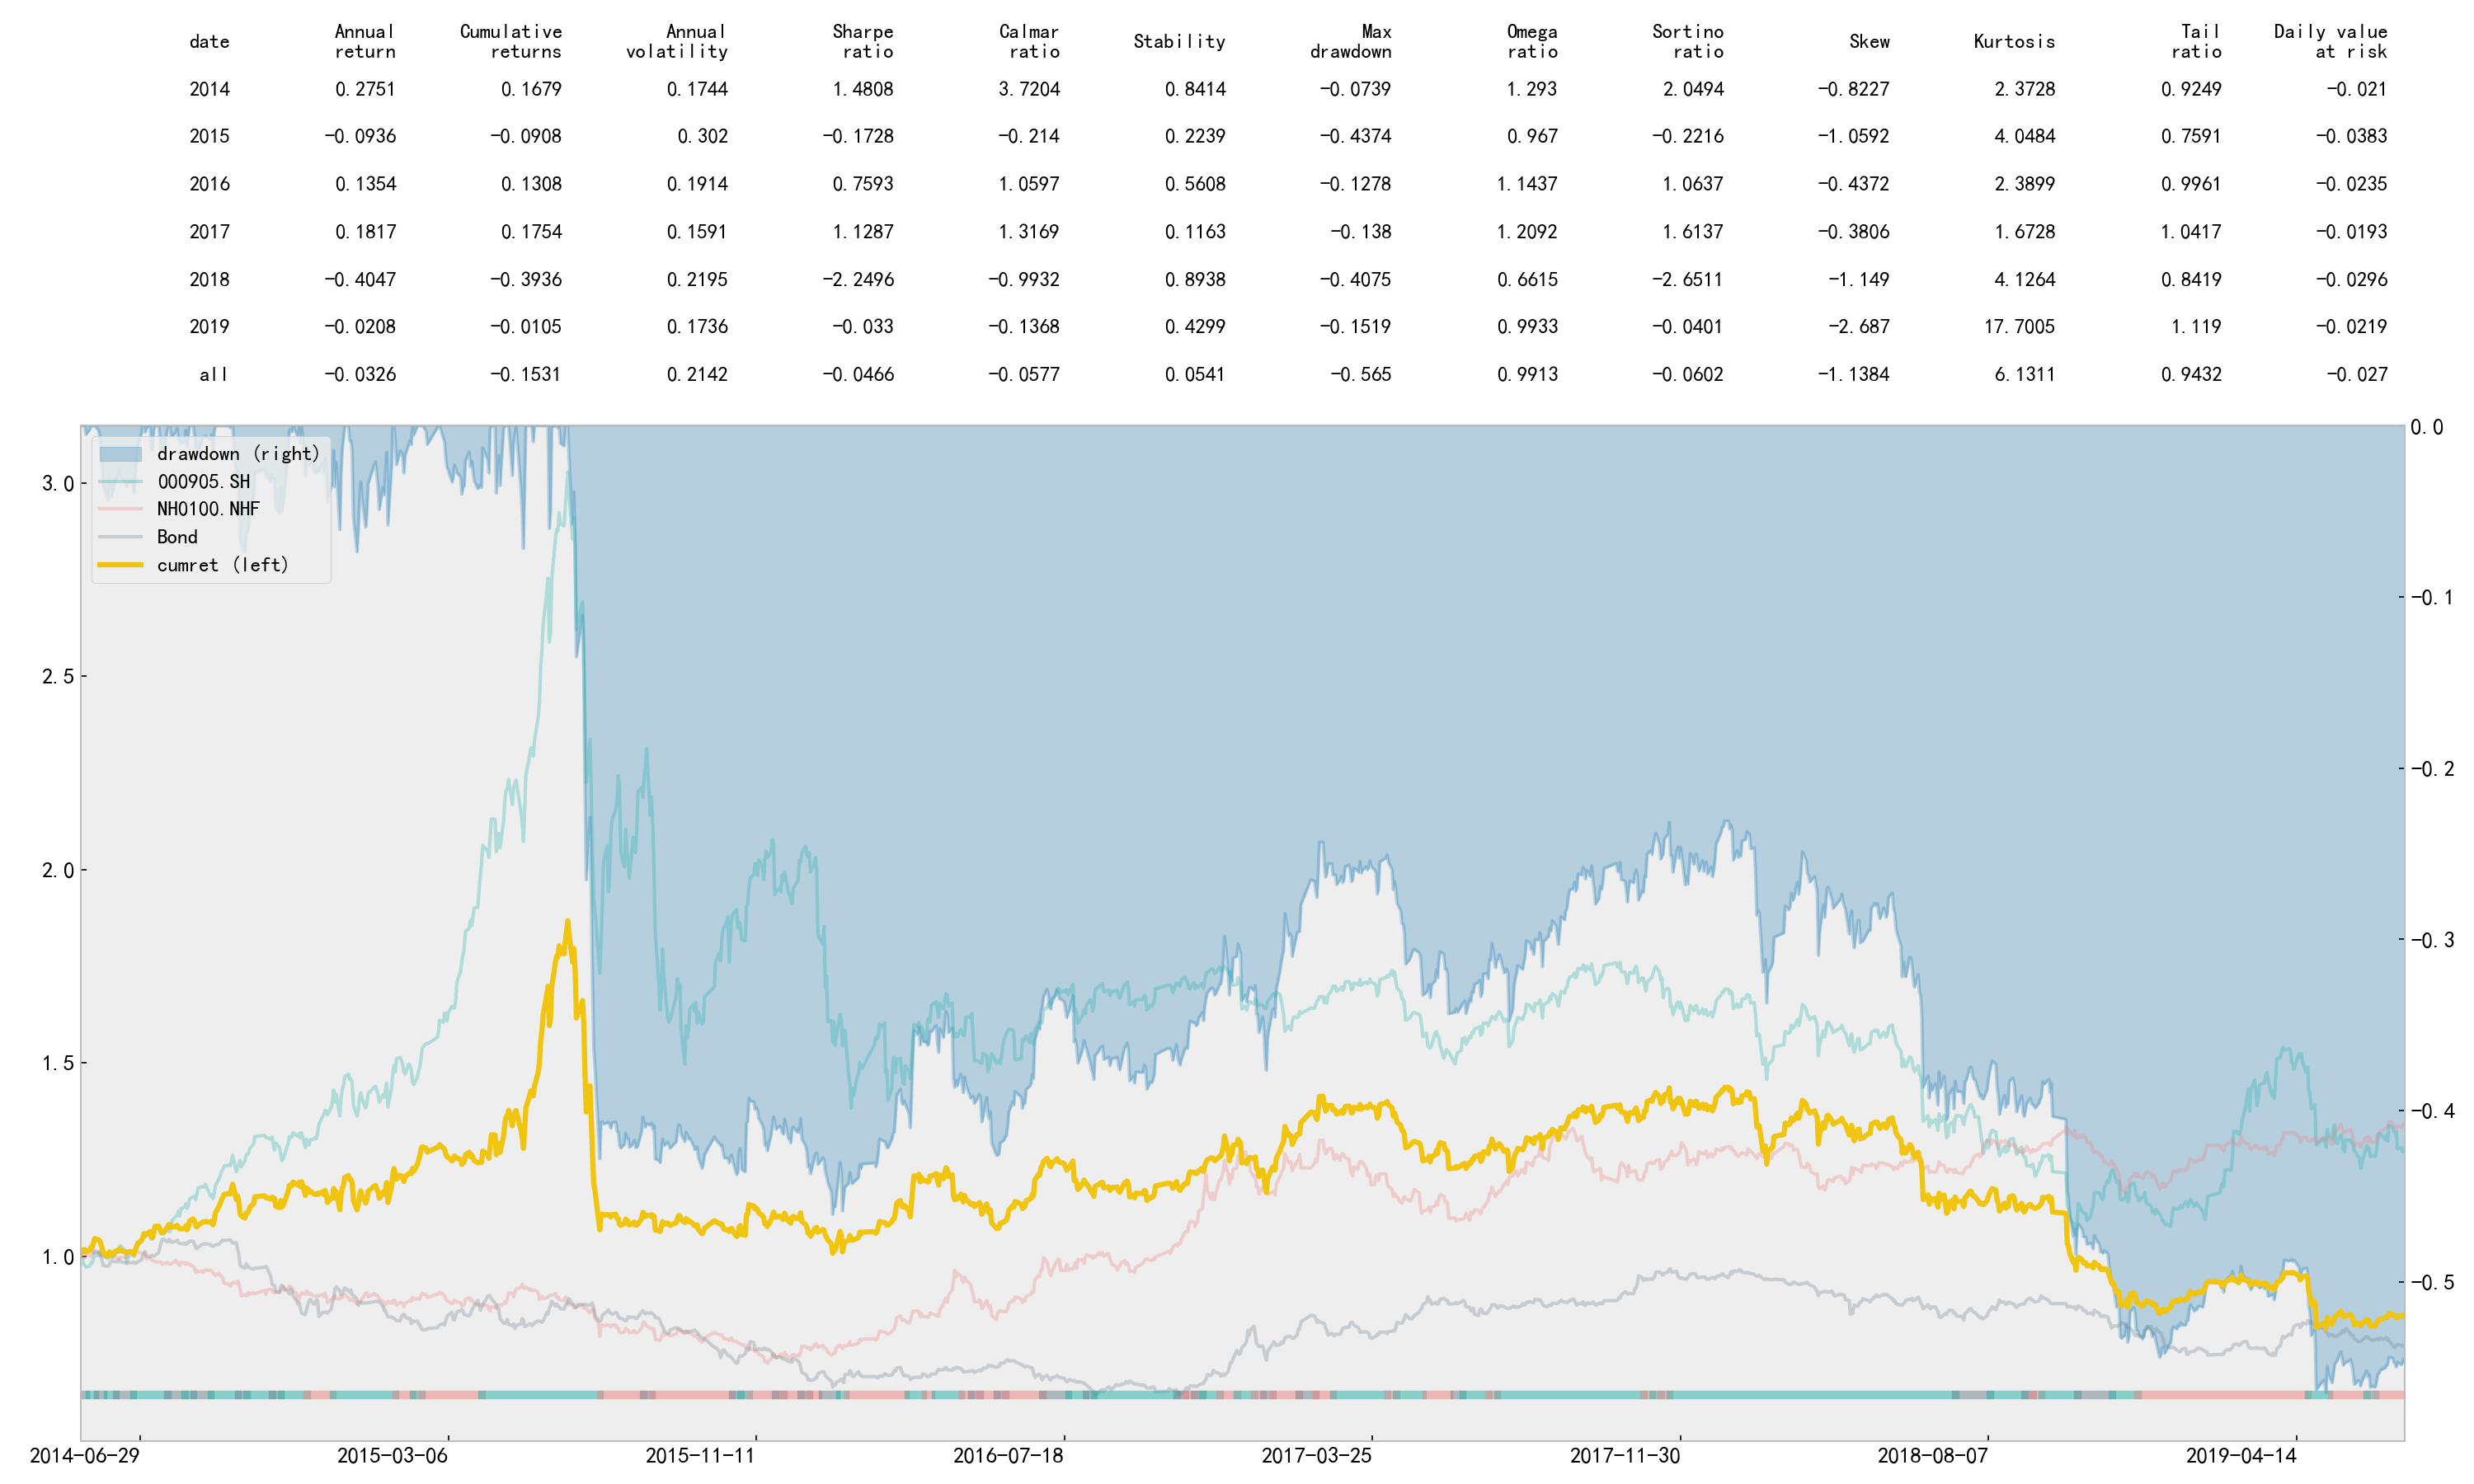 date Annual return Cumulative returns Annual volatility Sharpe ratio Calmar ratio Stability Max drawdown Omega ratio Sortino ratio Skew Kurtosis Tail ratio Daily value at risk
2014 0.2751 0.1679 0.1744 1.4808 3.7204 0.8414 -0.0739 1.293 2.0494 -0.8227 2.3728 0.9249 -0.021
2015 -0.0936 -0.0908 0.302 -0.1728 -0.214 0.2239 -0.4374 0.967 -0.2216 -1.0592 4.0484 0.7591 -0.0383
2016 0.1354 0.1308 0.1914 0.7593 1.0597 0.5608 -0.1278 1.1437 1.0637 -0.4372 2.3899 0.9961 -0.0235
2017 0.1817 0.1754 0.1591 1.1287 1.3169 0.1163 -0.138 1.2092 1.6137 -0.3806 1.6728 1.0417 -0.0193
2018 -0.4047 -0.3936 0.2195 -2.2496 -0.9932 0.8938 -0.4075 0.6615 -2.6511 -1.149 4.1264 0.8419 -0.0296
2019 -0.0208 -0.0105 0.1736 -0.033 -0.1368 0.4299 -0.1519 0.9933 -0.0401 -2.687 17.7005 1.119 -0.0219
all -0.0326 -0.1531 0.2142 -0.0466 -0.0577 0.0541 -0.565 0.9913 -0.0602 -1.1384 6.1311 0.9432 -0.027
drawdown (right)
000905.SH
NH0100.NHF
Bond
cumret (left)
3.0
2.5
2.0
1.5
1.0
0.0
-0.1
-0.2
-0.3
-0.4
-0.5
2014-06-29 2015-03-06 2015-11-11 2016-07-18 2017-03-25 2017-11-30 2018-08-07 2019-04-14